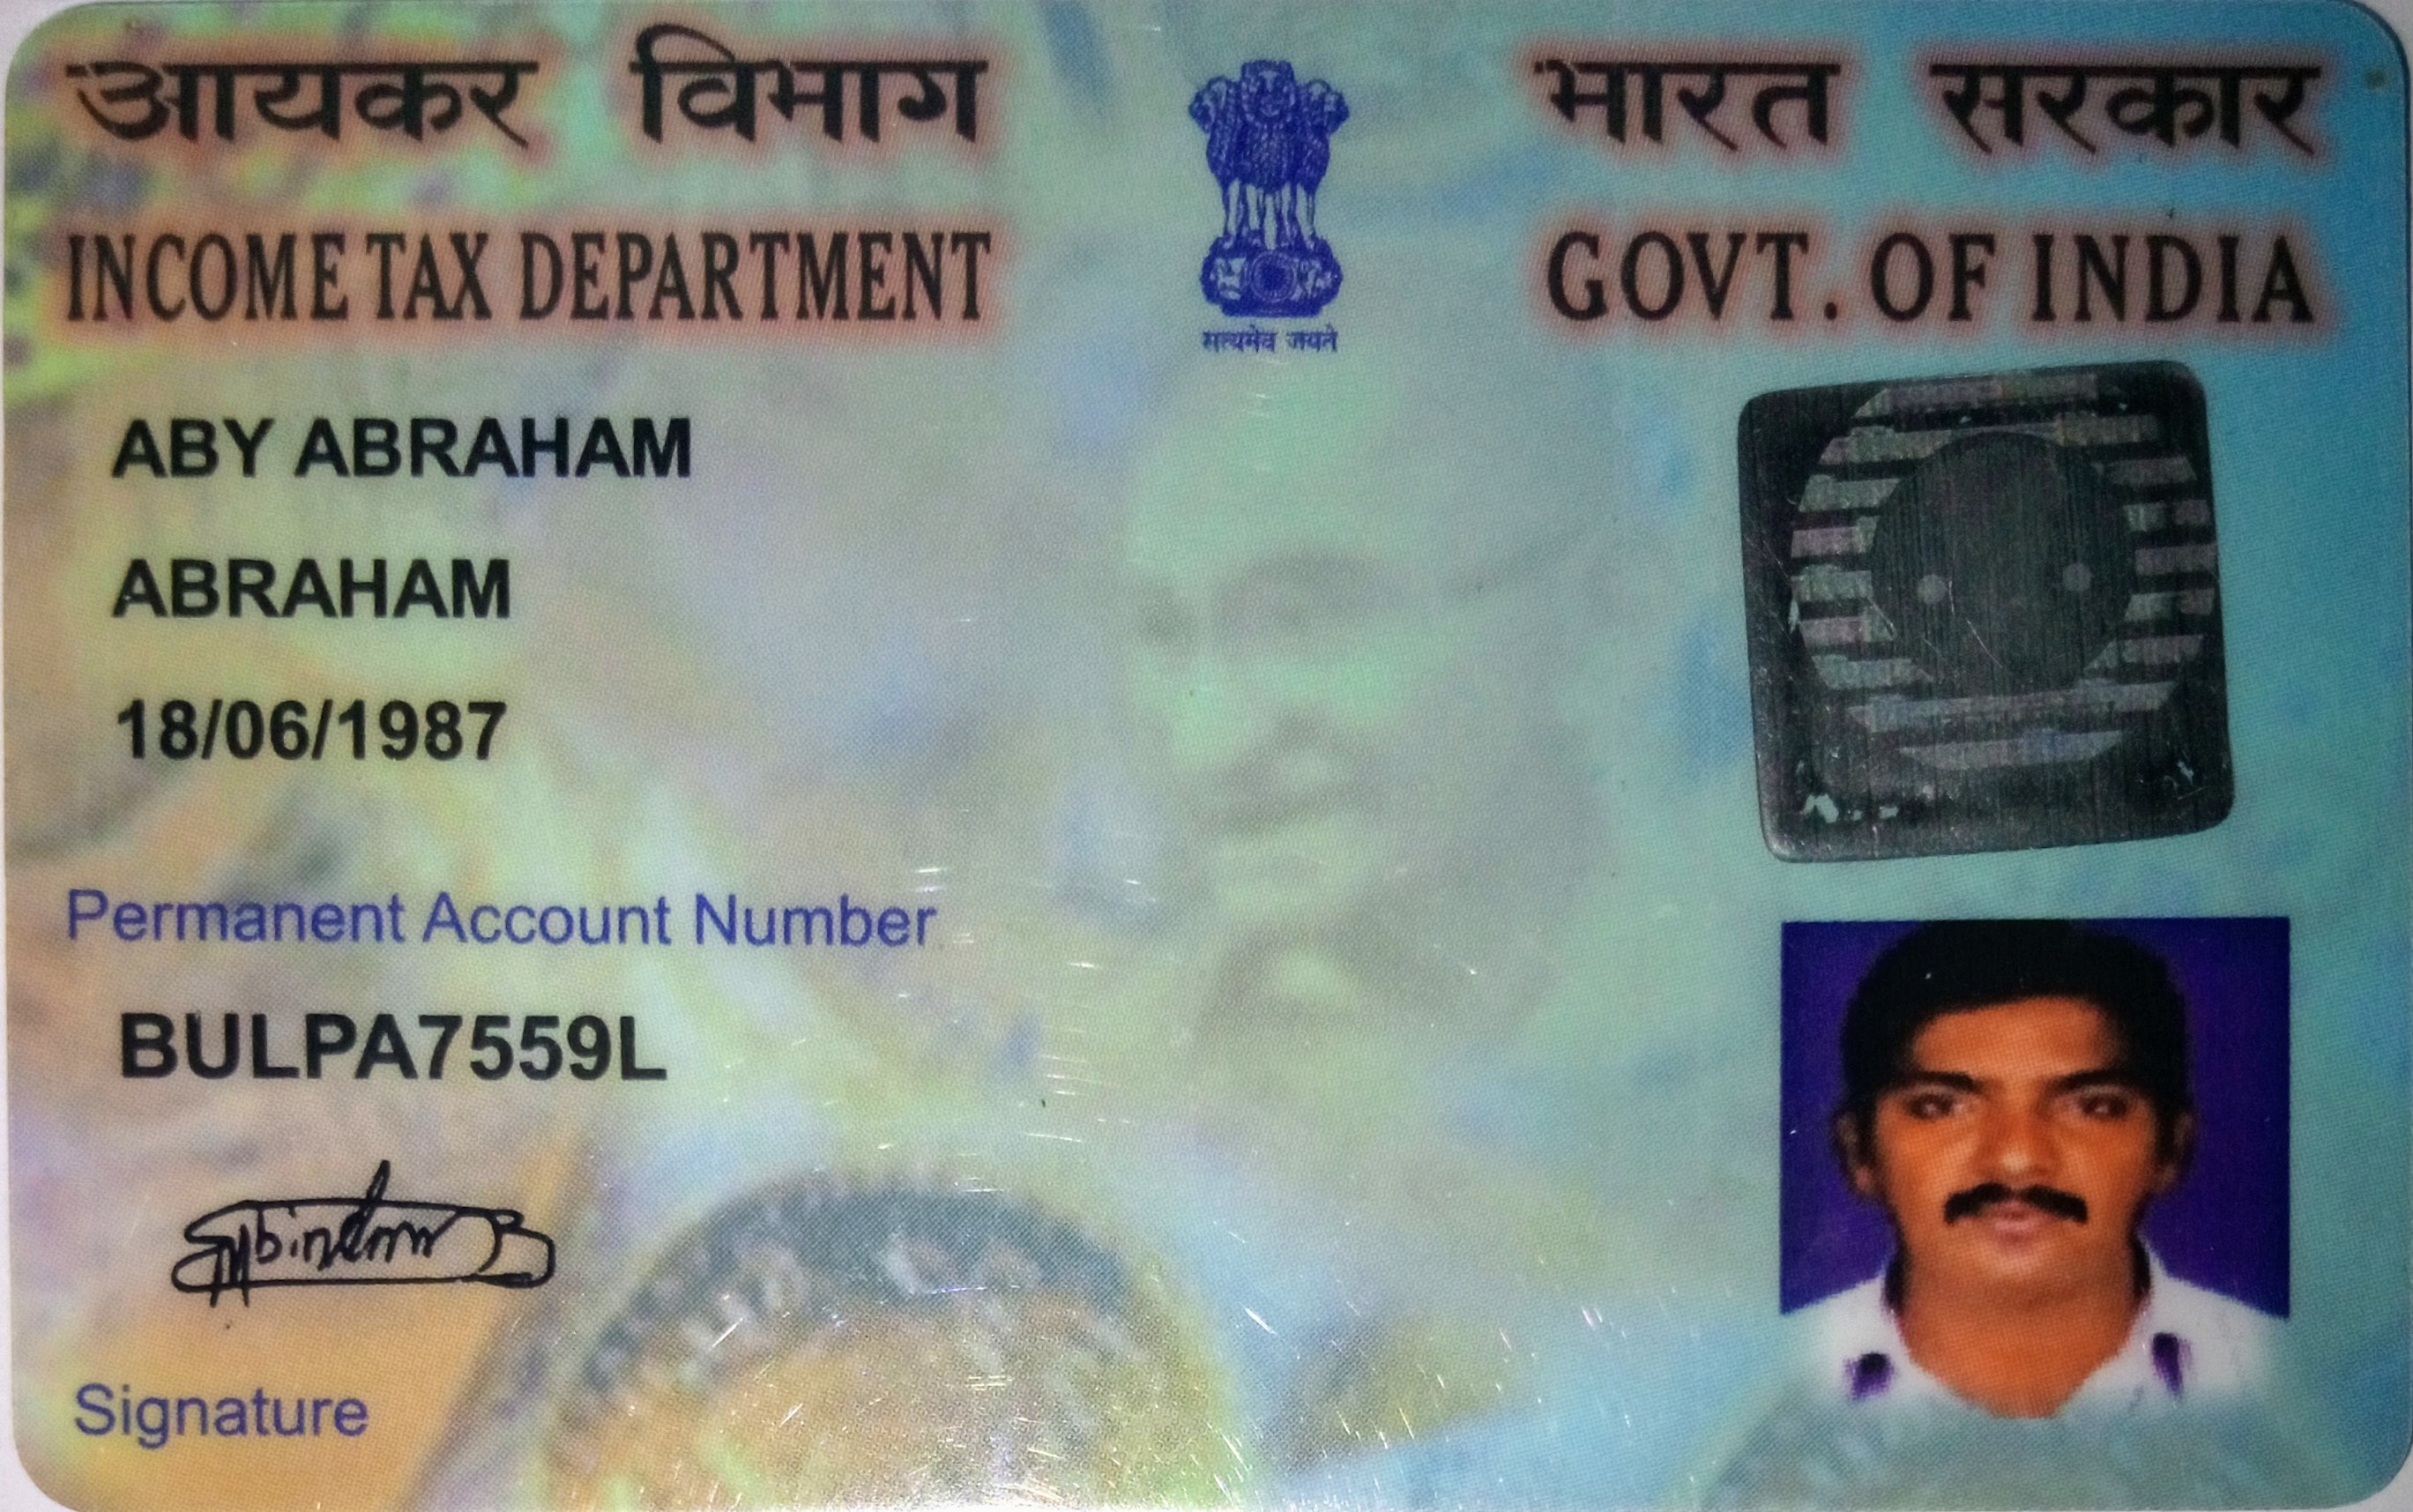 आयकर विभाग
INCOME TAX DEPARTMENT
सत्यमेव जयते
भारत सरकार
GOVT. OF INDIA
ABY ABRAHAM
ABRAHAM
18/06/1987
Permanent Account Number
BULPA7559L
Signature